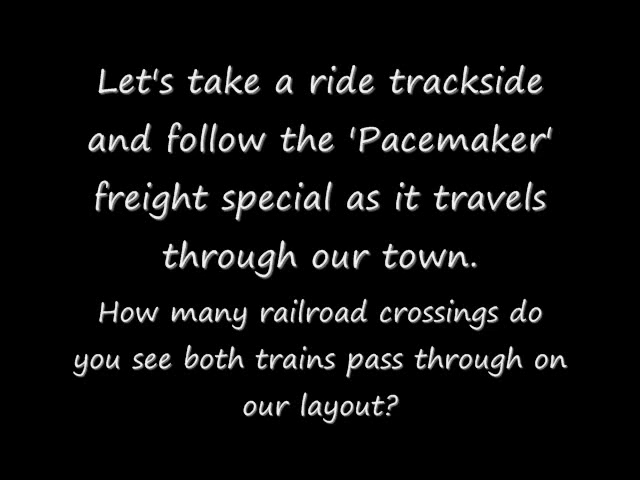 Let's take a ride trackside
and follow the 'Pacemaker'
freight special as it travels
through our town.
How many railroad crossings do
you see both trains pass through on
our layout?